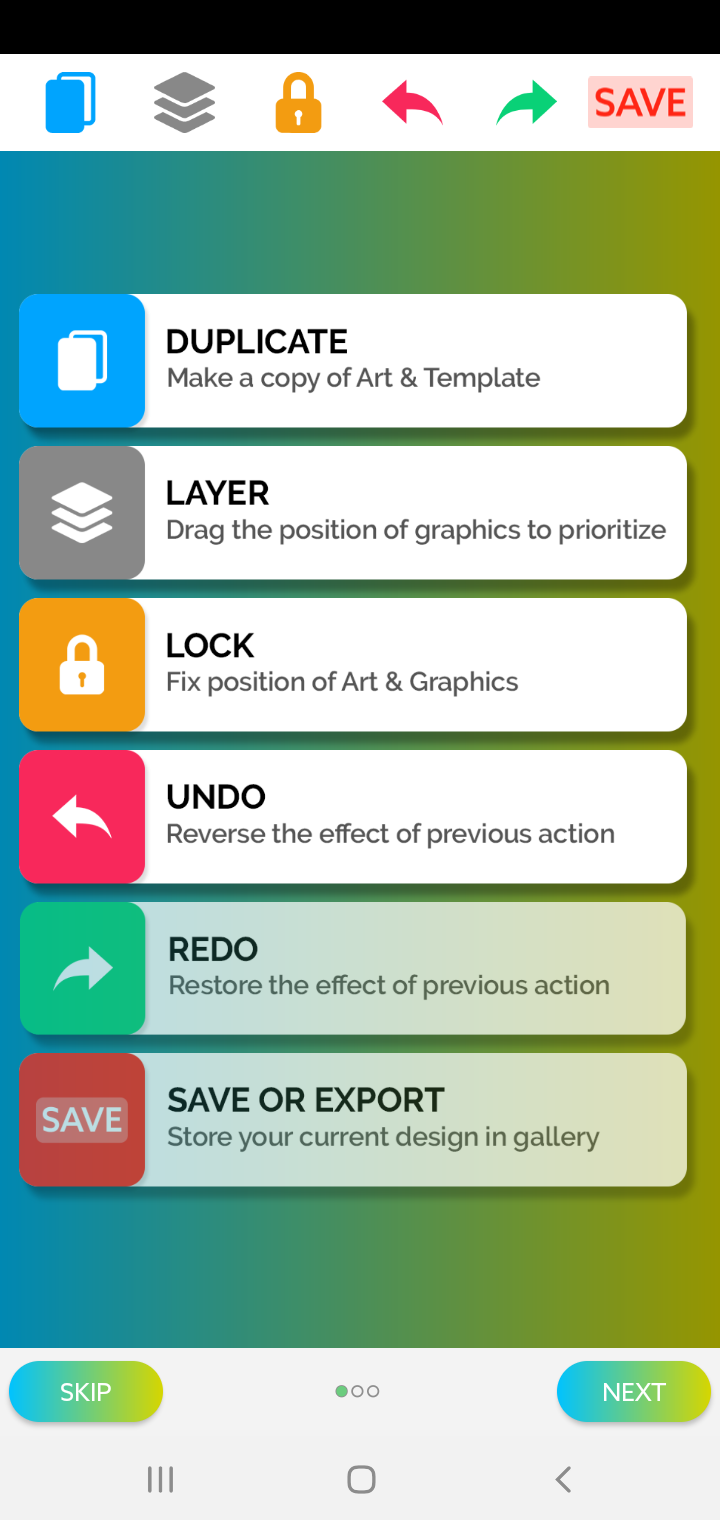 SAVE
DUPLICATE
Make a copy of Art & Template
LAYER
Drag the position of graphics to prioritize
LOCK
Fix position of Art & Graphics
UNDO
Reverse the effect of previous action
REDO
Restore the effect of previous action
SAVE
SAVE OR EXPORT
Store your current design in gallery
SKIP
NEXT